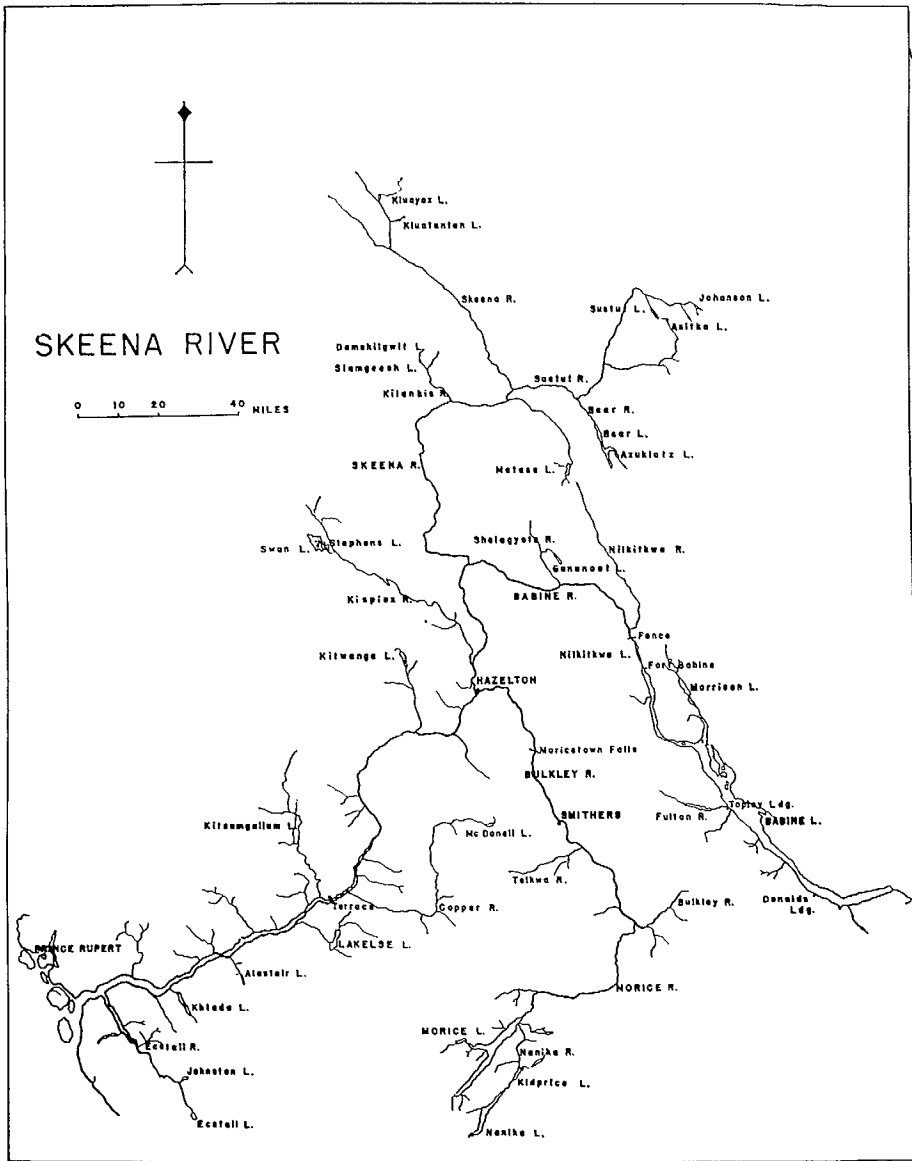 Kluayaz L.
Kluatantan L.
Skeena R.
Johanson L.
Sustut L.
Asitka L.
SKEENA RIVER
Damshilgwit L.
Slamgeesh L.
Sustut R.
Kilankis R.
0 10 20 40 MILES
Bear R.
Bear L.
Azuklotz L.
SKEENA R.
Motase L.
Shelagyote R.
Swan L.
Stephens L.
Nilkitkwa R.
Gunanoot L.
BABINE R.
Kispiox R.
Fence
Nilkitkwa L.
Kitwanga L.
Fort Babine
Morrison L.
HAZELTON
Moricetown Falls
BULKLEY R.
Topley Ldg.
Fulton R.
BABINE L.
SMITHERS
Kitsumgallum L.
McDonell L.
Telkwa R.
Donalds
Ldg.
Bulkley R.
Terrace
Copper R.
LAKELSE L.
PRINCE RUPERT
Alastair L.
MORICE R.
Khtada L.
MORICE L.
Ecstall R.
Nanika R.
Johnston L.
Kidprice L.
Ecstall L.
Nanika L.